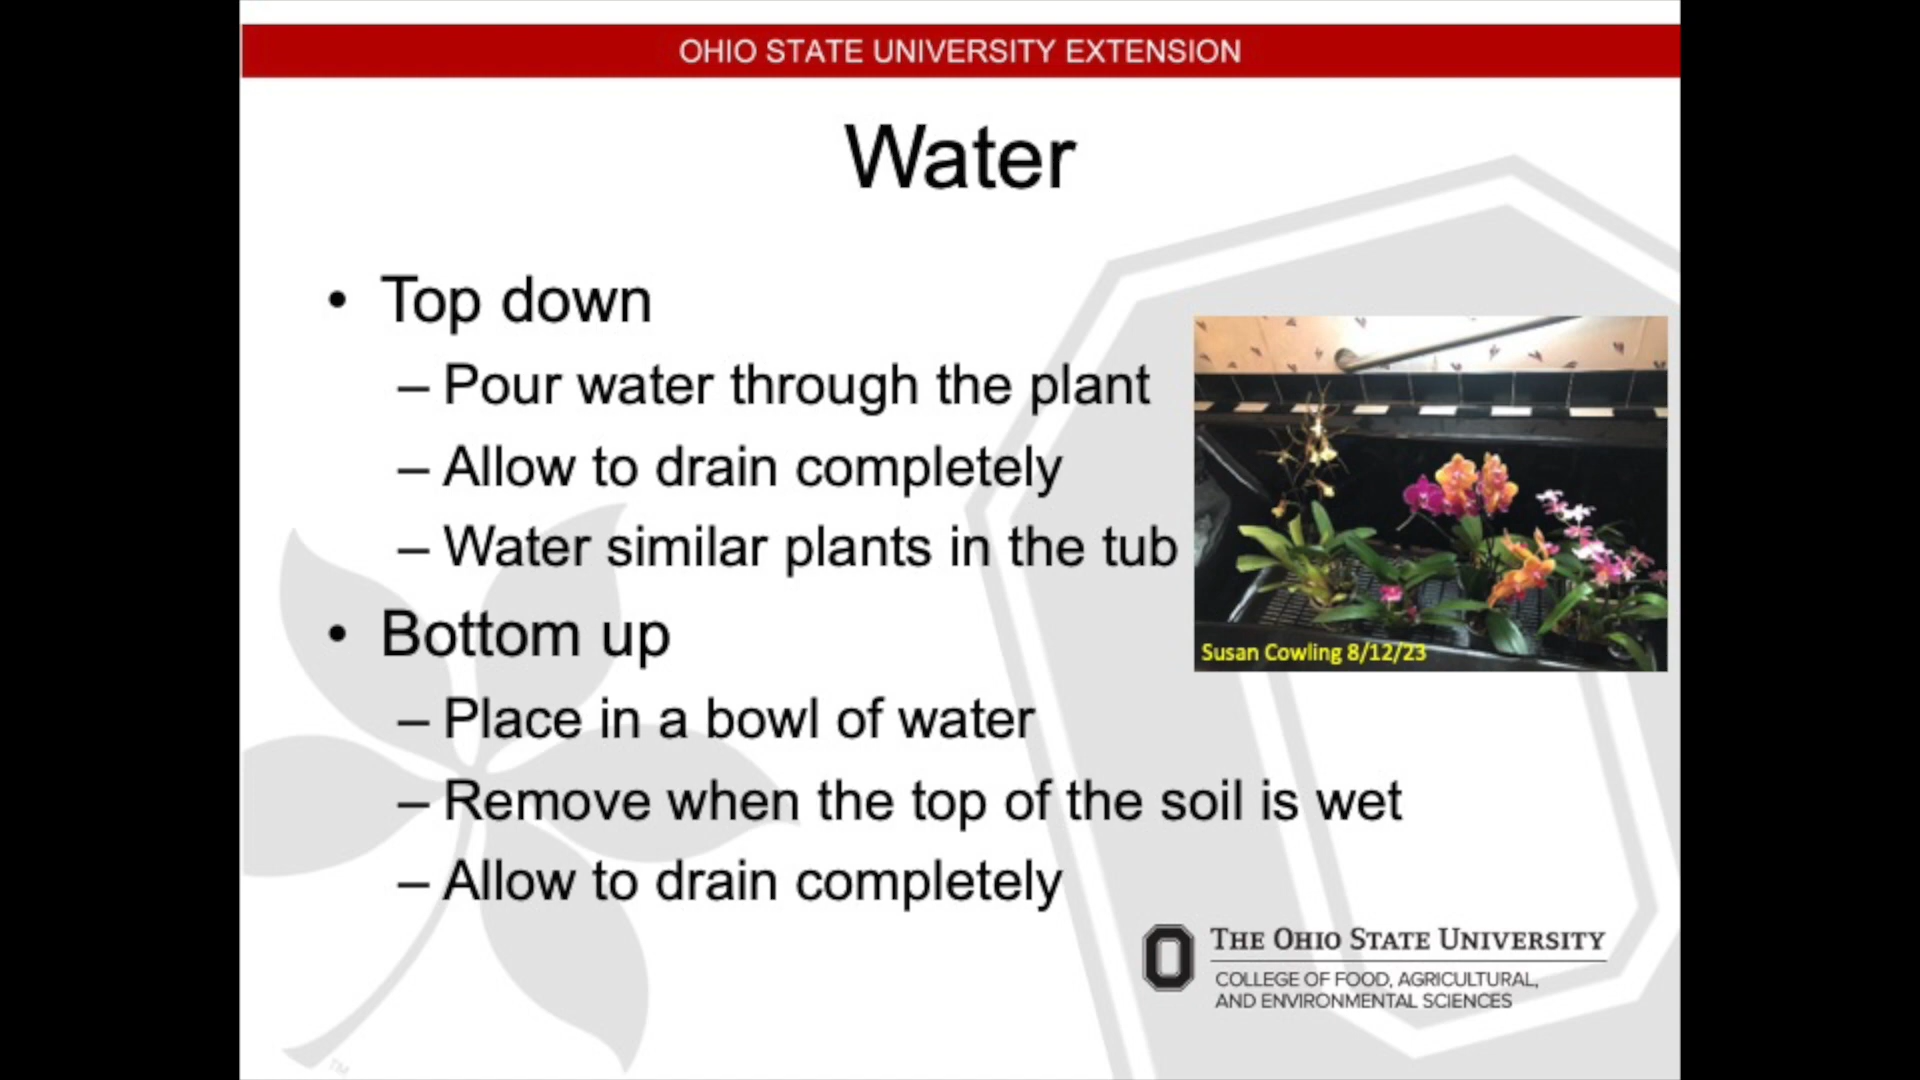 OHIO STATE UNIVERSITY EXTENSION
Water
• Top down
– Pour water through the plant
– Allow to drain completely
– Water similar plants in the tub
• Bottom up
– Place in a bowl of water
– Remove when the top of the soil is wet
– Allow to drain completely
Susan Cowling 8/12/23
THE OHIO STATE UNIVERSITY
COLLEGE OF FOOD, AGRICULTURAL,
AND ENVIRONMENTAL SCIENCES
TM